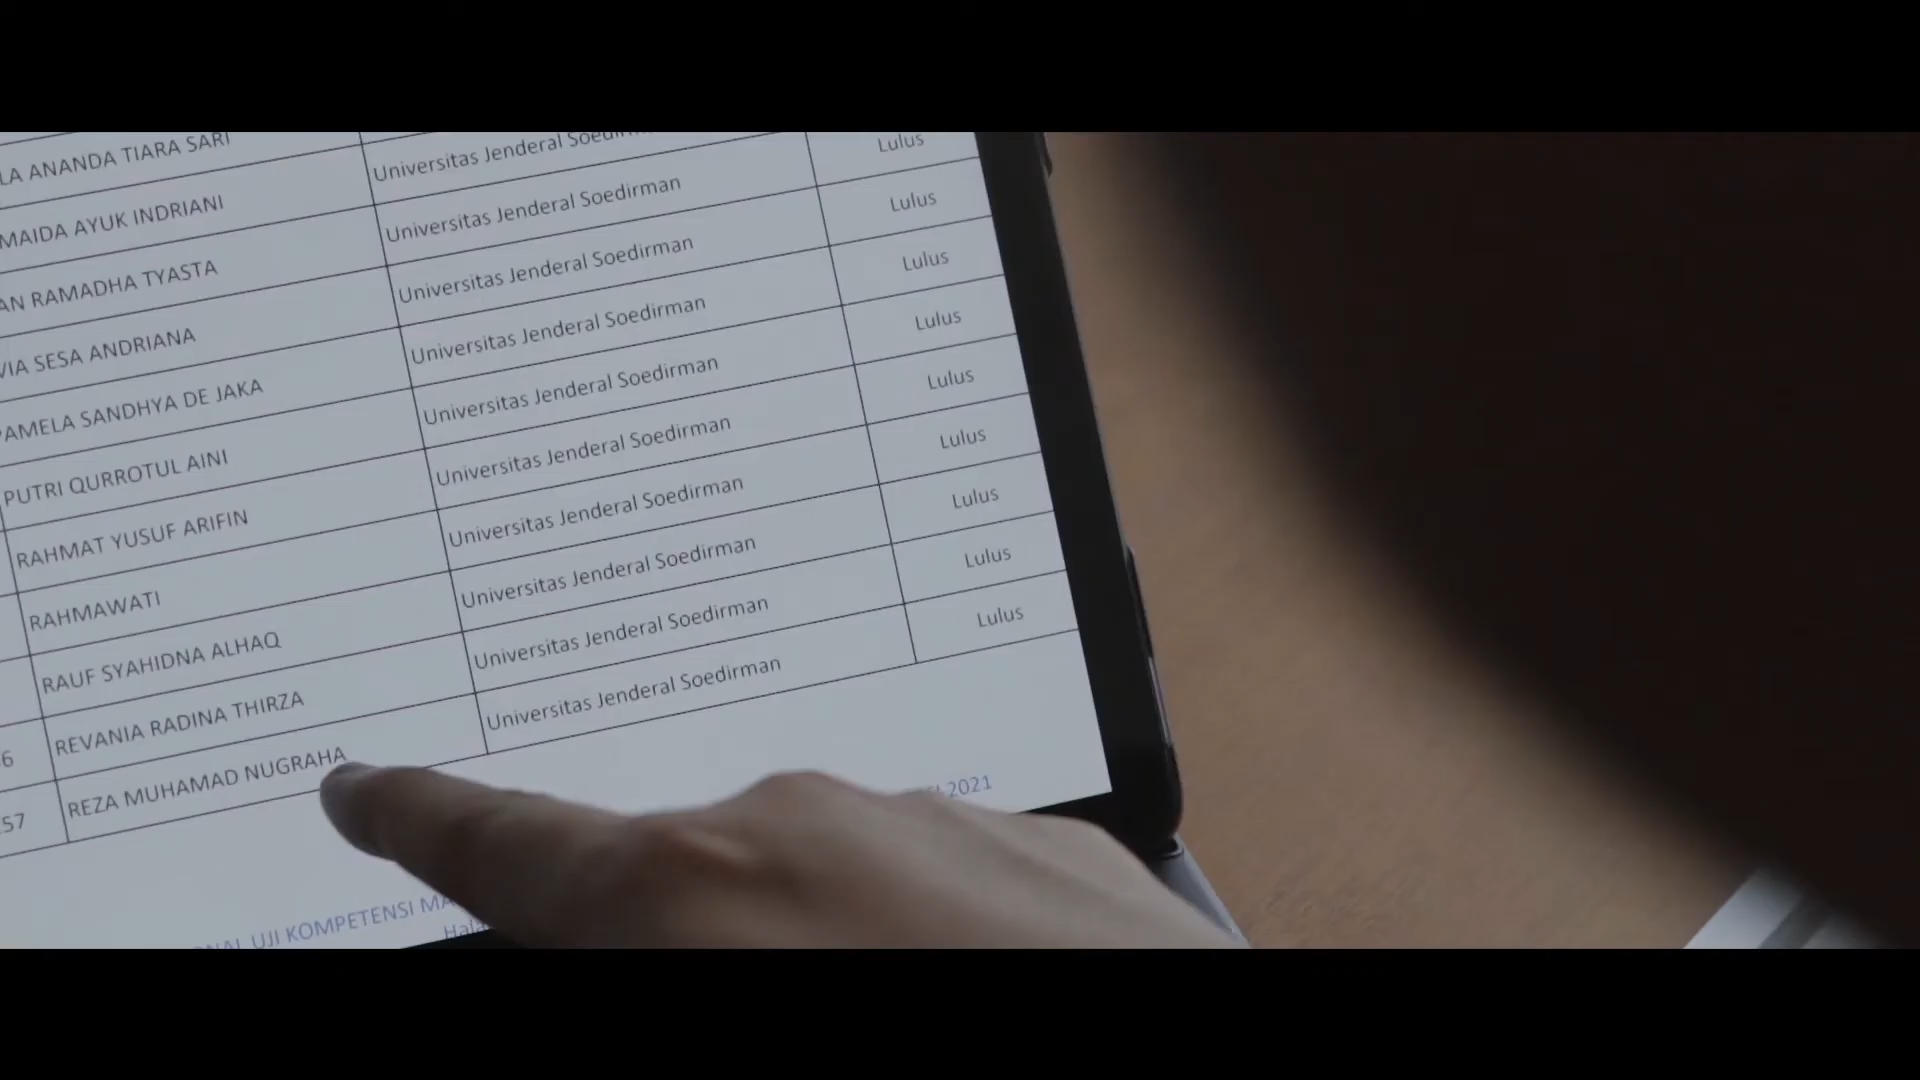 LA ANANDA TIARA SARI Universitas Jenderal Lulus
MAIDA AYUK INDRIANI Universitas Jenderal Soedirman Lulus
AN RAMADHA TYASTA Universitas Jenderal Soedirman Lulus
VIA SESA ANDRIANA Universitas Jenderal Soedirman Lulus
PAMELA SANDHYA DE JAKA Universitas Jenderal Soedirman Lulus
PUTRI QURROTUL AINI Universitas Jenderal Soedirman Lulus
RAHMAT YUSUF ARIFIN Universitas Jenderal Soedirman Lulus
RAHMAWATI Universitas Jenderal Soedirman Lulus
RAUF SYAHIDNA ALHAQ Universitas Jenderal Soedirman Lulus
6 REVANIA RADINA THIRZA Universitas Jenderal Soedirman
57 REZA MUHAMAD NUGRAHA
2021
UJI KOMPETENSI MA
Hala